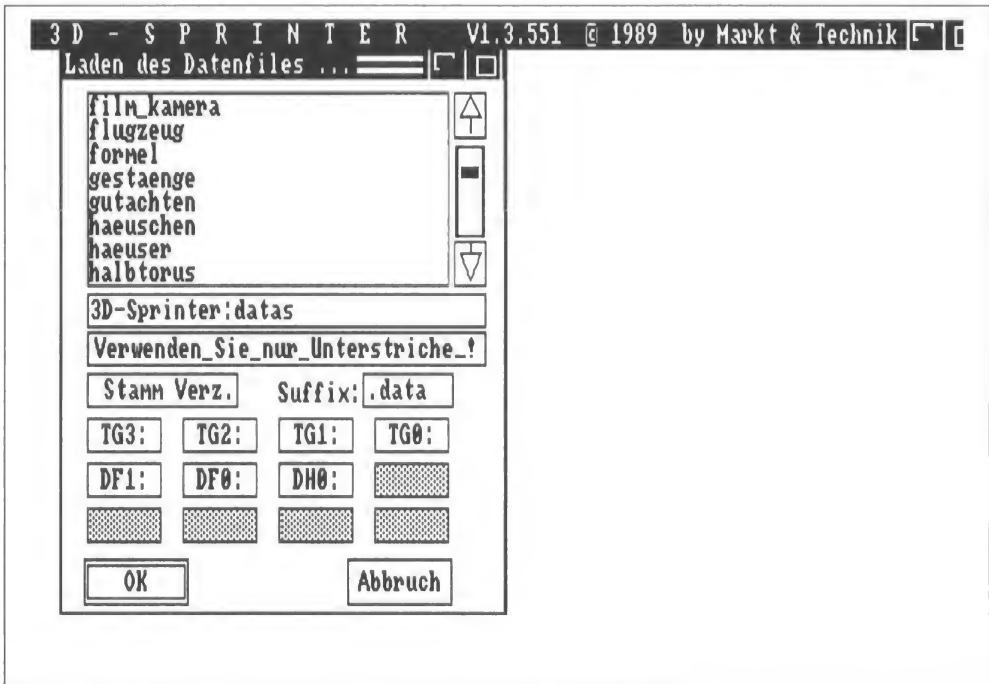 3 D - S P R I N T E R V1.3.551 © 1989 by Markt & Technik
Laden des Datenfiles ...
film_kamera
flugzeug
formel
gestaenge
gutachten
haeuschen
haeuser
halbtorus
3D-Sprinter:datas
Verwenden_Sie_nur_Unterstriche_!
Stamm Verz. Suffix: .data
TG3: TG2: TG1: TG0:
DF1: DF0: DH0:
OK Abbruch